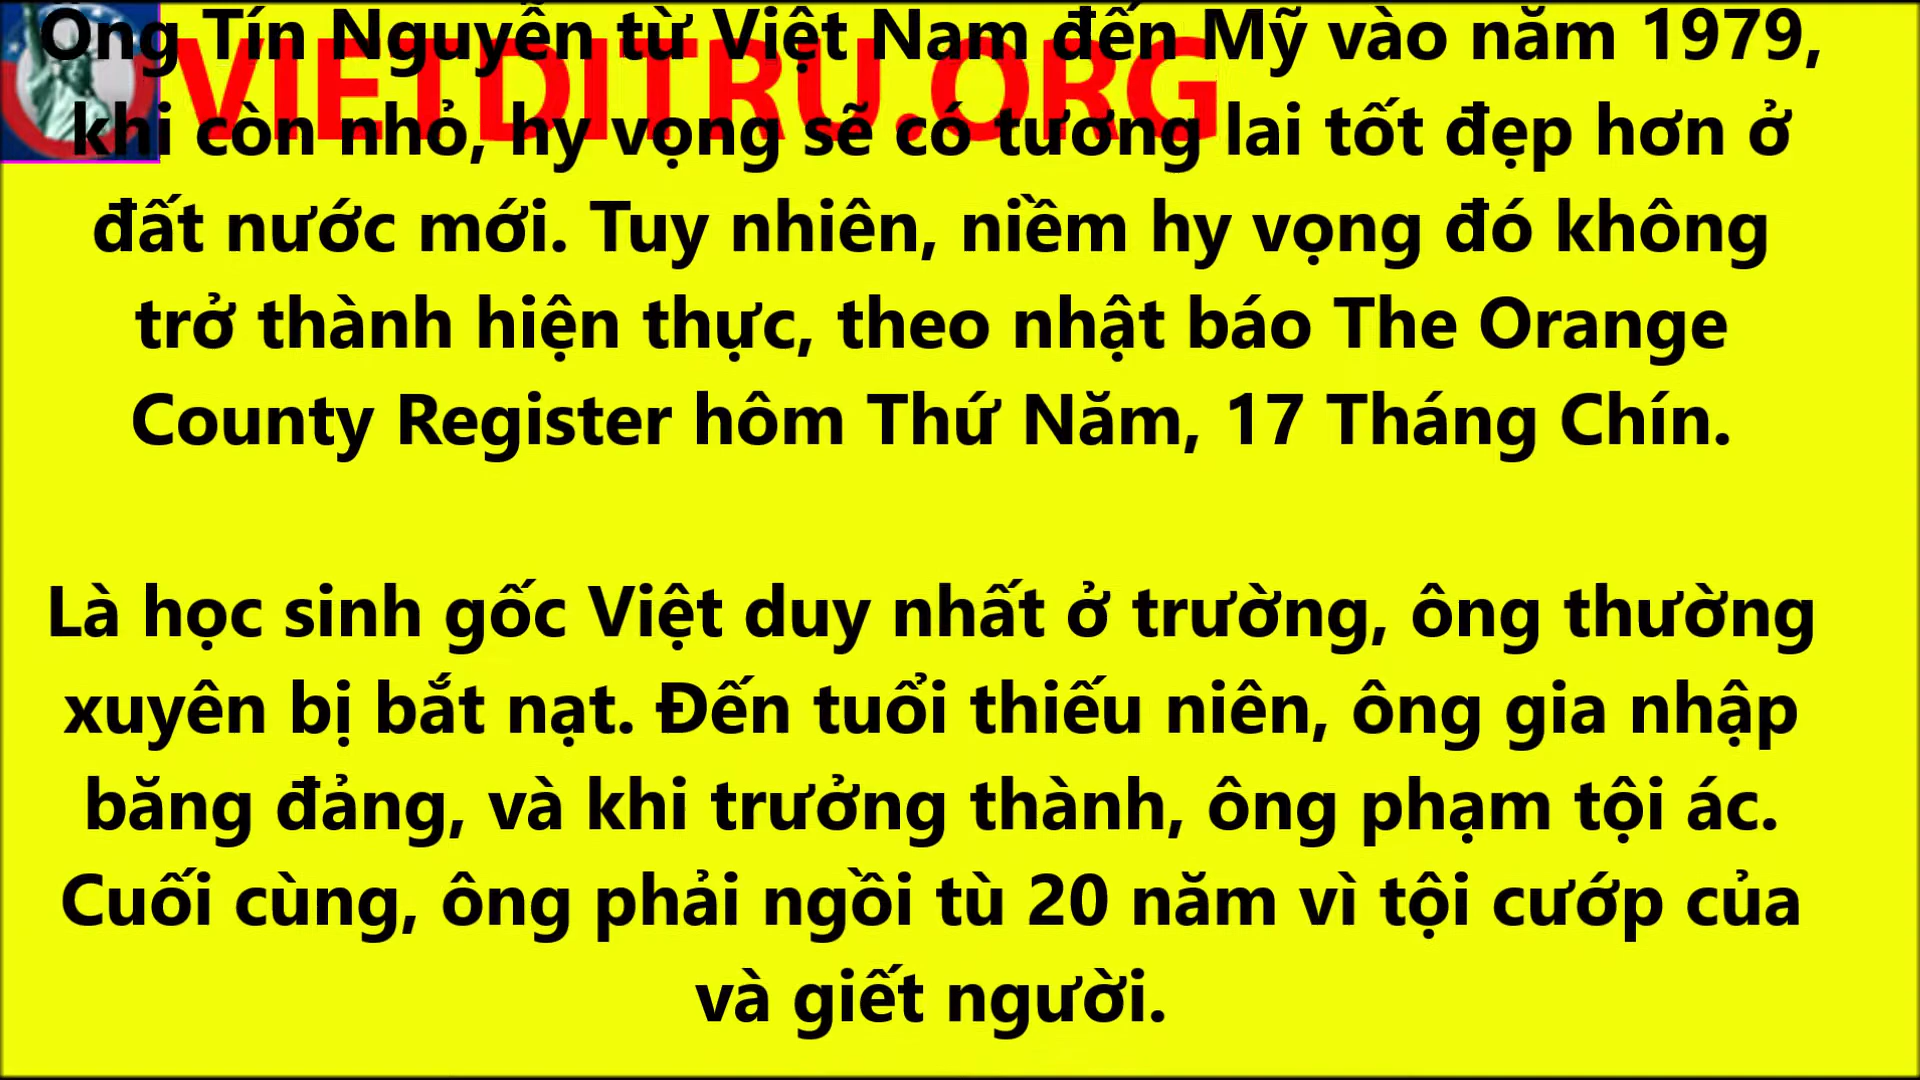 Ông Tín Nguyễn từ Việt Nam đến Mỹ vào năm 1979,
VIETDITRU.ORG
khi còn nhỏ, hy vọng sẽ có tương lai tốt đẹp hơn ở
đất nước mới. Tuy nhiên, niềm hy vọng đó không
trở thành hiện thực, theo nhật báo The Orange
County Register hôm Thứ Năm, 17 Tháng Chín.
Là học sinh gốc Việt duy nhất ở trường, ông thường
xuyên bị bắt nạt. Đến tuổi thiếu niên, ông gia nhập
băng đảng, và khi trưởng thành, ông phạm tội ác.
Cuối cùng, ông phải ngồi tù 20 năm vì tội cướp của
và giết người.